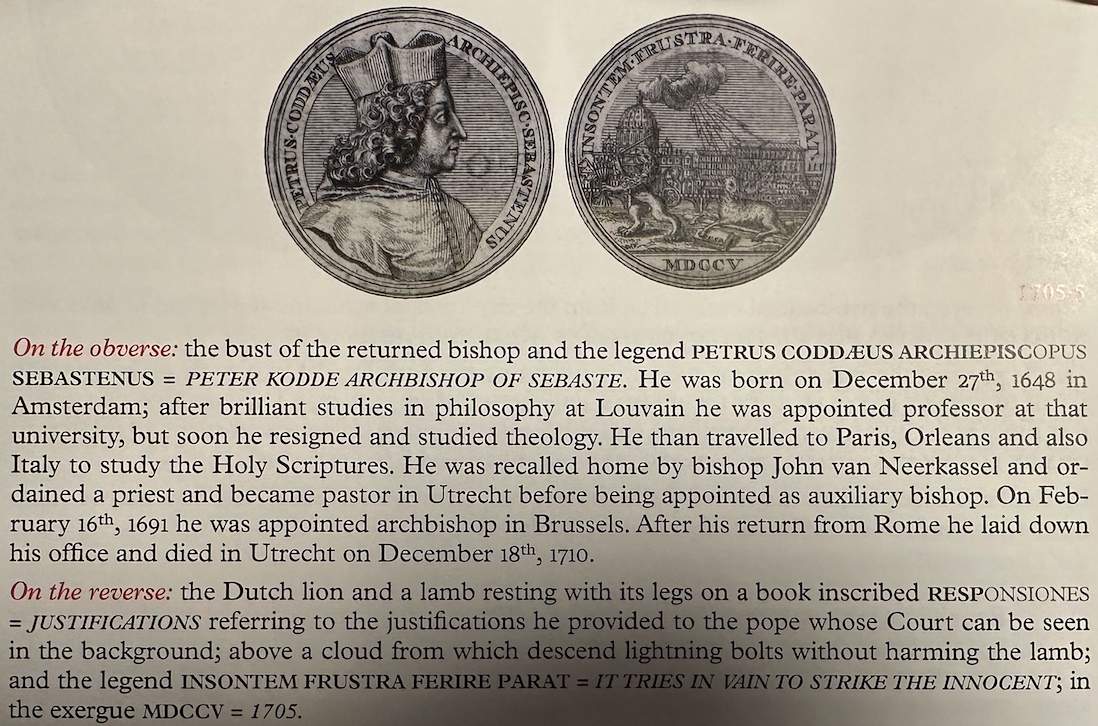 PETRUS·CODDÆUS ARCHIEPISC·SEBASTENUS
INSONTEM·FRUSTRA·FERIRE·PARAT·
MDCCV
1705-5
On the obverse: the bust of the returned bishop and the legend PETRUS CODDÆUS ARCHIEPISCOPUS
SEBASTENUS = PETER KODDE ARCHBISHOP OF SEBASTE. He was born on December 27th, 1648 in
Amsterdam; after brilliant studies in philosophy at Louvain he was appointed professor at that
university, but soon he resigned and studied theology. He than travelled to Paris, Orleans and also
Italy to study the Holy Scriptures. He was recalled home by bishop John van Neerkassel and or-
dained a priest and became pastor in Utrecht before being appointed as auxiliary bishop. On Feb-
ruary 16th, 1691 he was appointed archbishop in Brussels. After his return from Rome he laid down
his office and died in Utrecht on December 18th, 1710.
On the reverse: the Dutch lion and a lamb resting with its legs on a book inscribed RESPONSIONES
= JUSTIFICATIONS referring to the justifications he provided to the pope whose Court can be seen
in the background; above a cloud from which descend lightning bolts without harming the lamb;
and the legend INSONTEM FRUSTRA FERIRE PARAT = IT TRIES IN VAIN TO STRIKE THE INNOCENT; in
the exergue MDCCV = 1705.